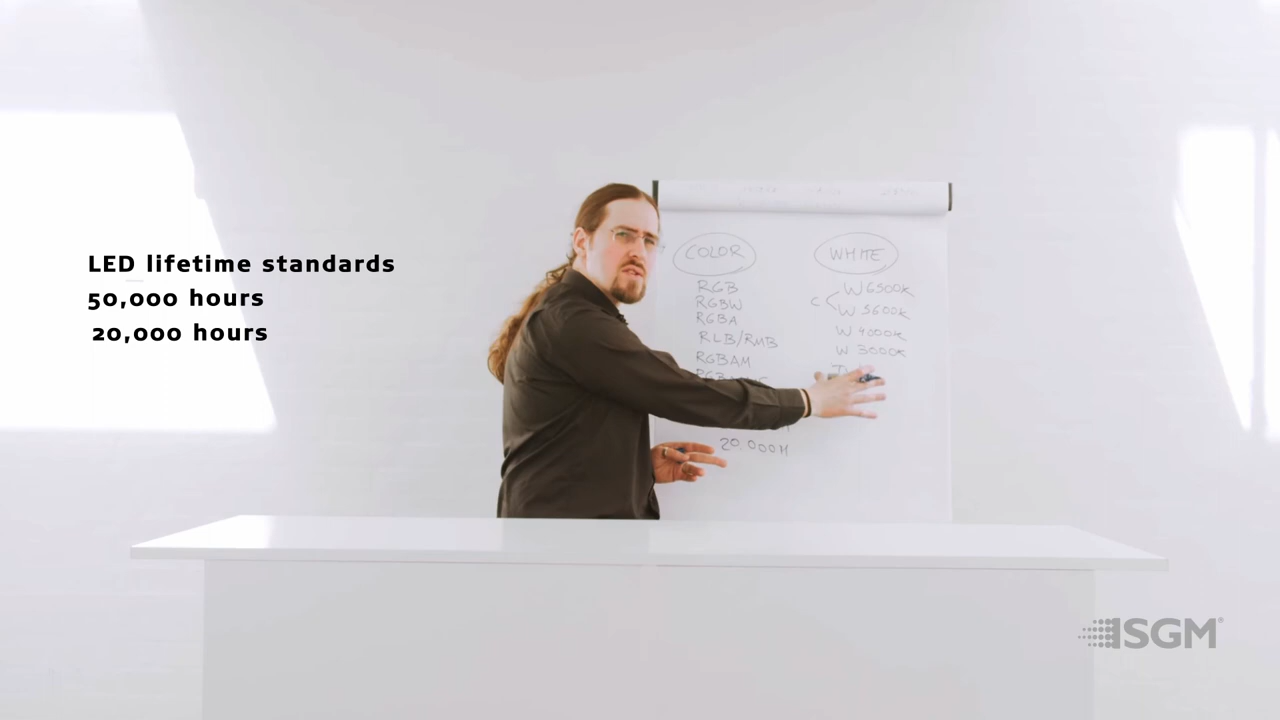 LED lifetime standards
50,000 hours
20,000 hours
COLOR
RGB
RGBW
RGBA
RLB/RMB
RGBAM
20.000H
WHITE
C
W 6500K
W 5600K
W 4000K
W 3000K
SGM®